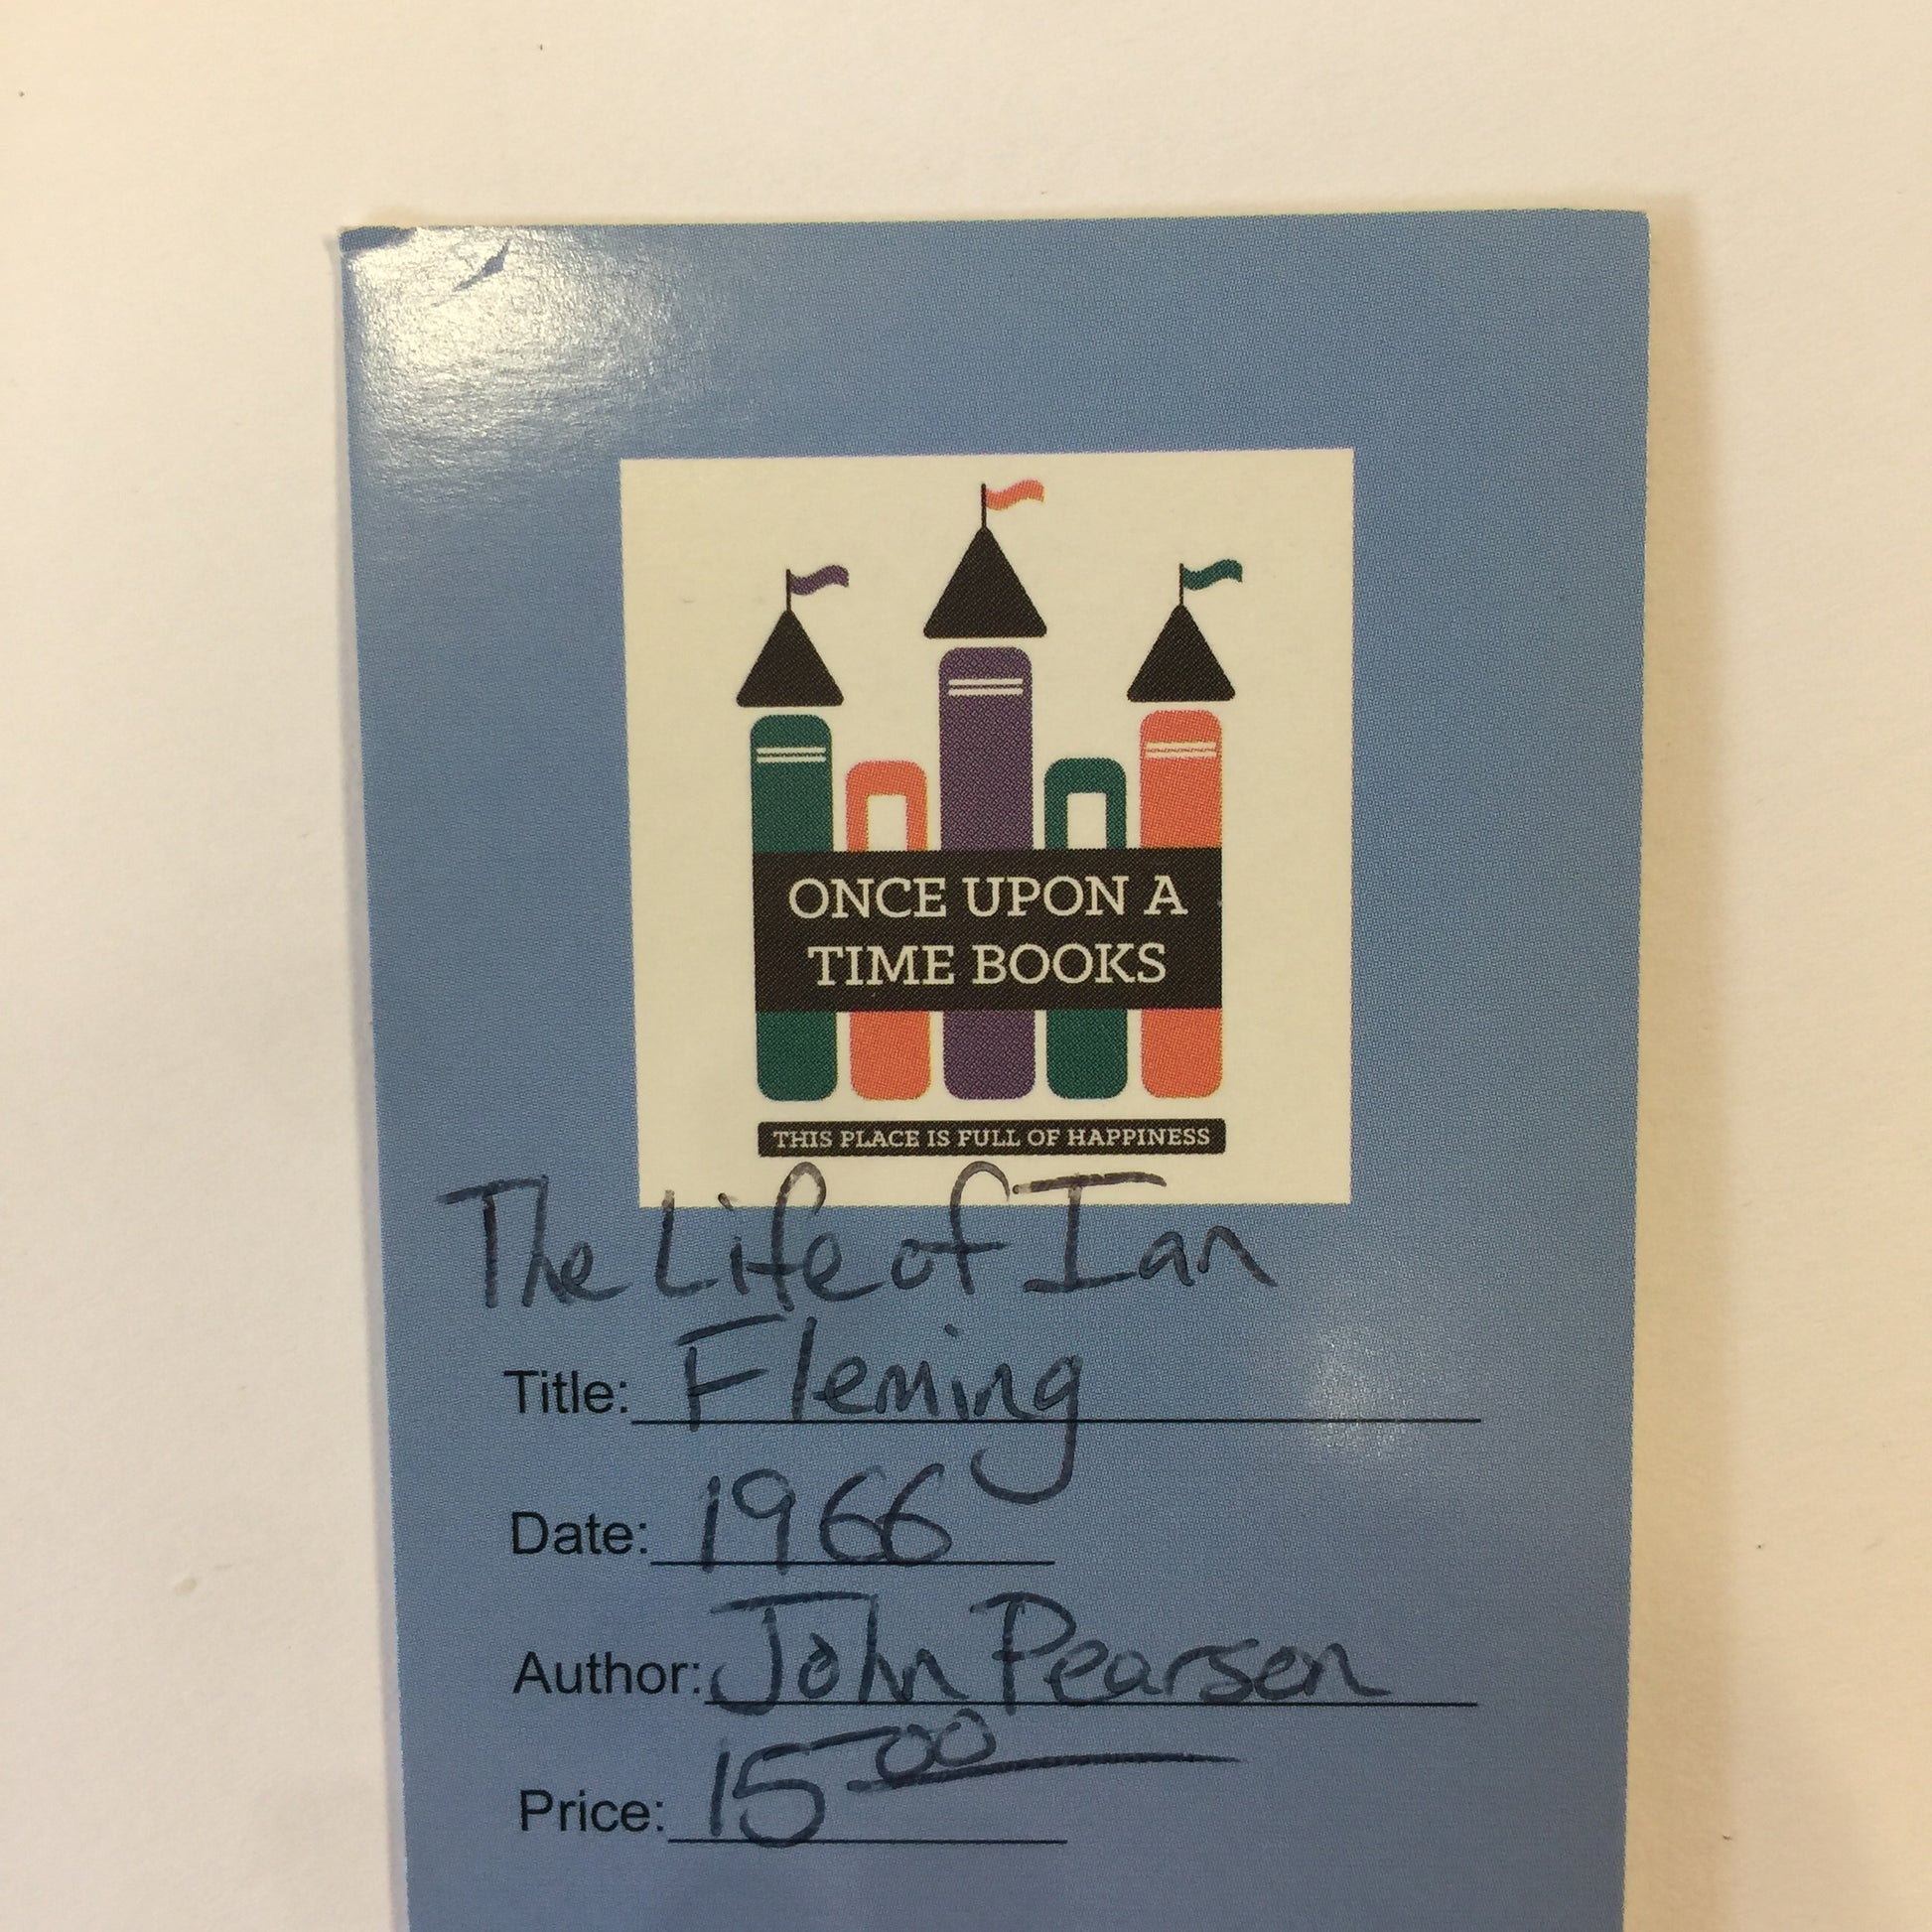 ONCE UPON A
TIME BOOKS
THIS PLACE IS FULL OF HAPPINESS
The Life of Ian
Title: Fleming
Date: 1966
Author: John Pearson
Price: 15.00